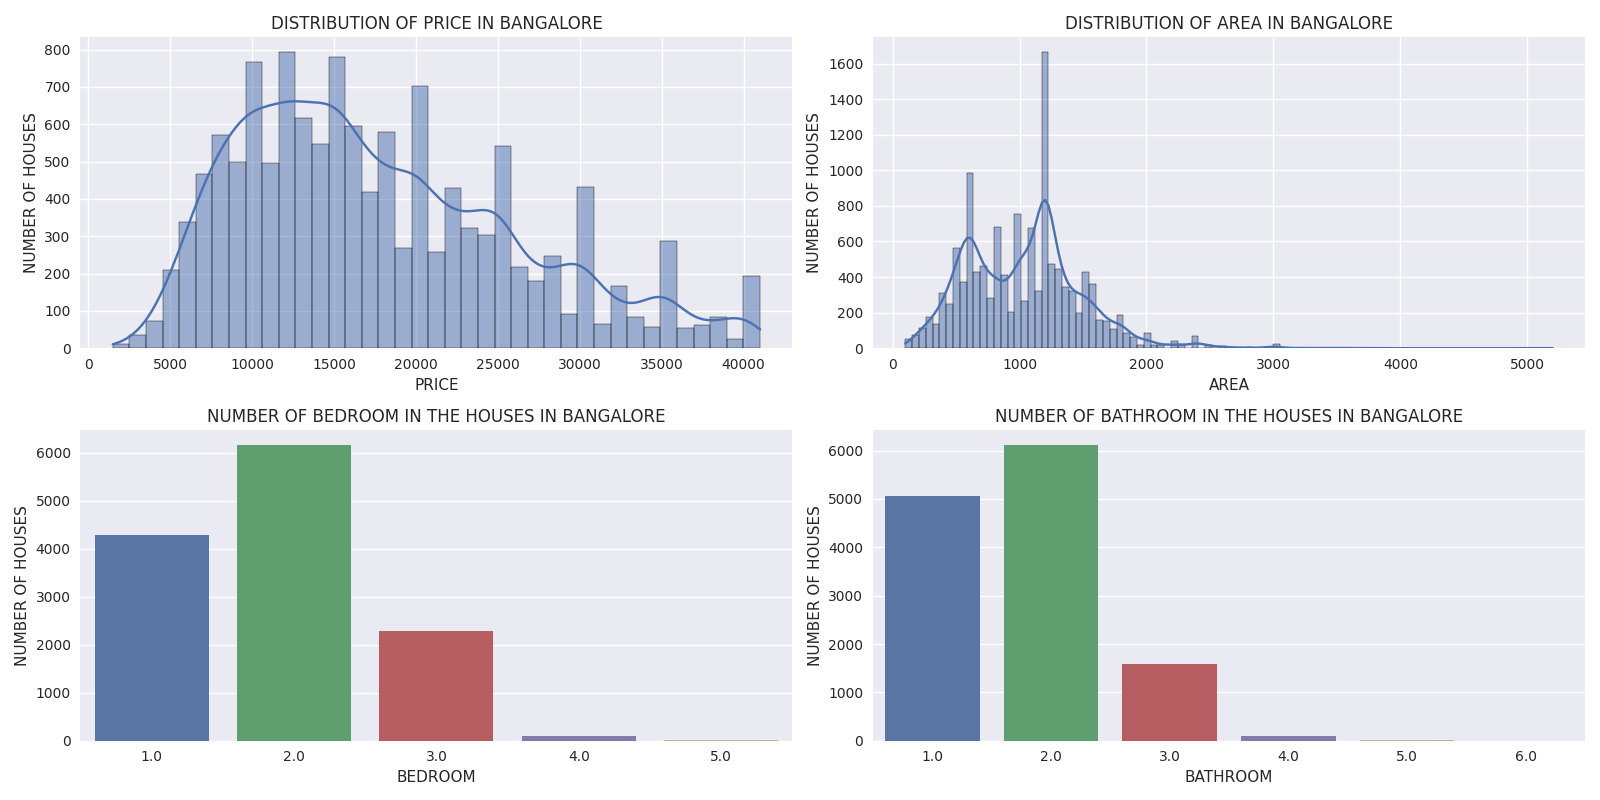 DISTRIBUTION OF PRICE IN BANGALORE
NUMBER OF HOUSES
800
700
600
500
400
300
200
100
0
0 5000 10000 15000 20000 25000 30000 35000 40000
PRICE
DISTRIBUTION OF AREA IN BANGALORE
NUMBER OF HOUSES
1600
1400
1200
1000
800
600
400
200
0
0 1000 2000 3000 4000 5000
AREA
NUMBER OF BEDROOM IN THE HOUSES IN BANGALORE
NUMBER OF HOUSES
6000
5000
4000
3000
2000
1000
0
1.0 2.0 3.0 4.0 5.0
BEDROOM
NUMBER OF BATHROOM IN THE HOUSES IN BANGALORE
NUMBER OF HOUSES
6000
5000
4000
3000
2000
1000
0
1.0 2.0 3.0 4.0 5.0 6.0
BATHROOM